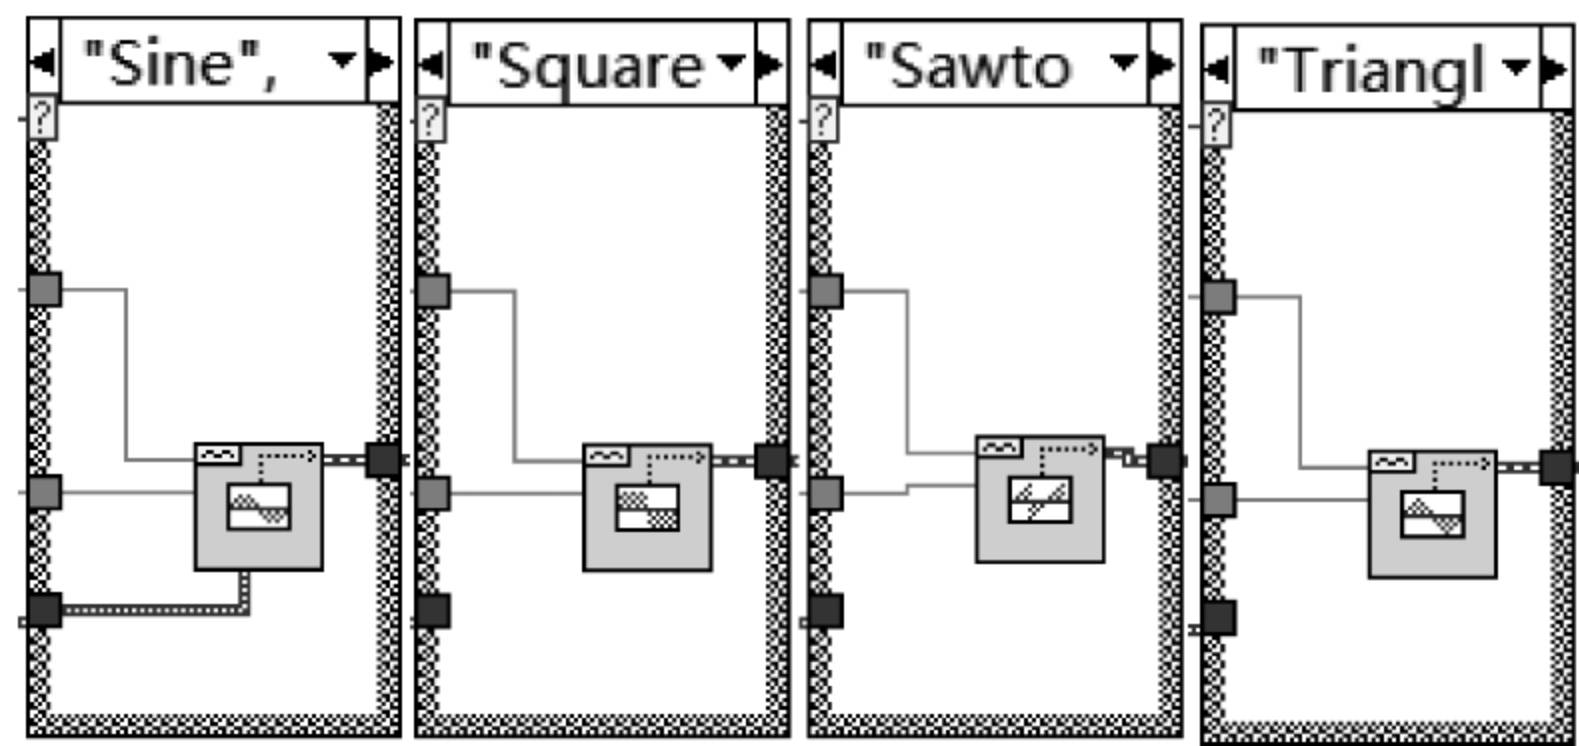 "Sine",
"Square
"Sawto
"Triangl
?
?
?
?